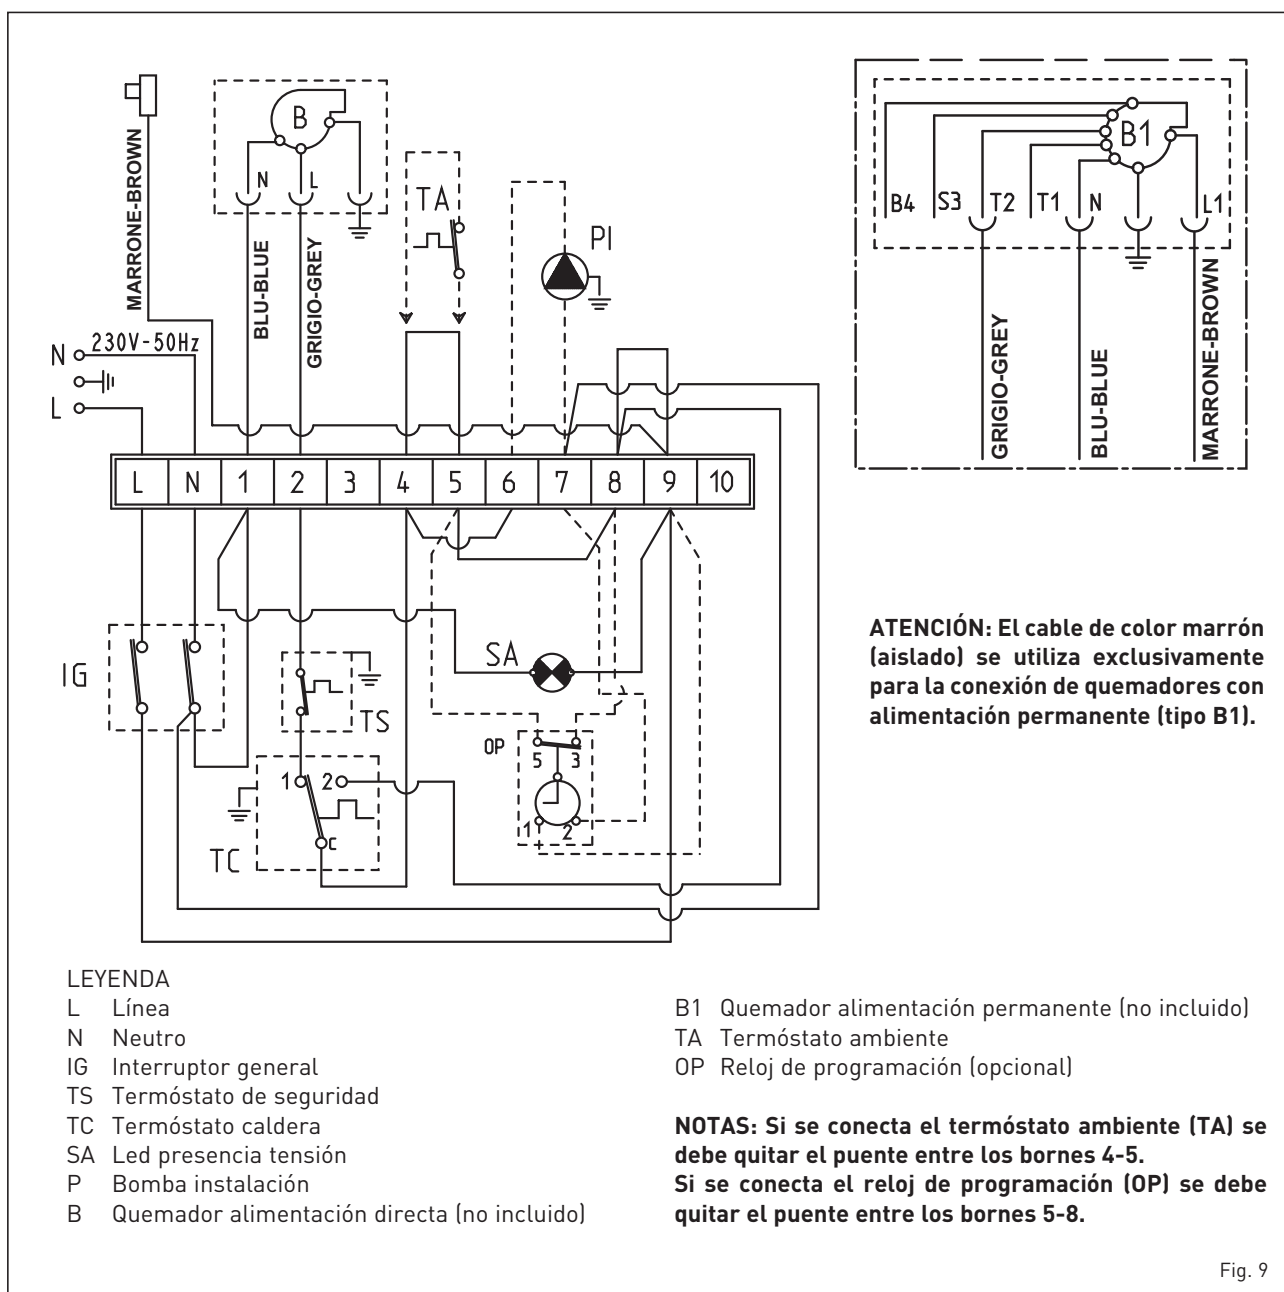 MARRONE-BROWN
B
N
L
BLU-BLUE
GRIGIO-GREY
TA
PI
N
230V-50Hz
L
B1
B4
S3
T2
T1
N
L1
GRIGIO-GREY
BLU-BLUE
MARRONE-BROWN
L N 1 2 3 4 5 6 7 8 9 10
IG
TS
SA
OP
5
3
1
2
1
2
C
TC
ATENCIÓN: El cable de color marrón
(aislado) se utiliza exclusivamente
para la conexión de quemadores con
alimentación permanente (tipo B1).
LEYENDA
L Línea
N Neutro
IG Interruptor general
TS Termóstato de seguridad
TC Termóstato caldera
SA Led presencia tensión
P Bomba instalación
B Quemador alimentación directa (no incluido)
B1 Quemador alimentación permanente (no incluido)
TA Termóstato ambiente
OP Reloj de programación (opcional)
NOTAS: Si se conecta el termóstato ambiente (TA) se
debe quitar el puente entre los bornes 4-5.
Si se conecta el reloj de programación (OP) se debe
quitar el puente entre los bornes 5-8.
Fig. 9